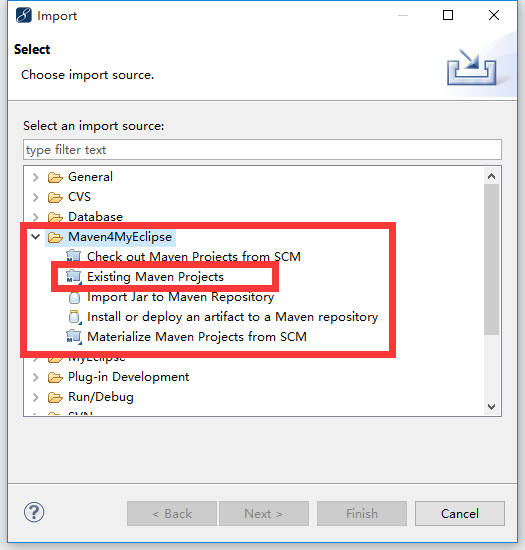 Import
Select
Choose import source.
Select an import source:
type filter text
General
CVS
Database
Maven4MyEclipse
Check out Maven Projects from SCM
Existing Maven Projects
Import Jar to Maven Repository
Install or deploy an artifact to a Maven repository
Materialize Maven Projects from SCM
MyEclipse
Plug-in Development
Run/Debug
SVN
< Back
Next >
Finish
Cancel